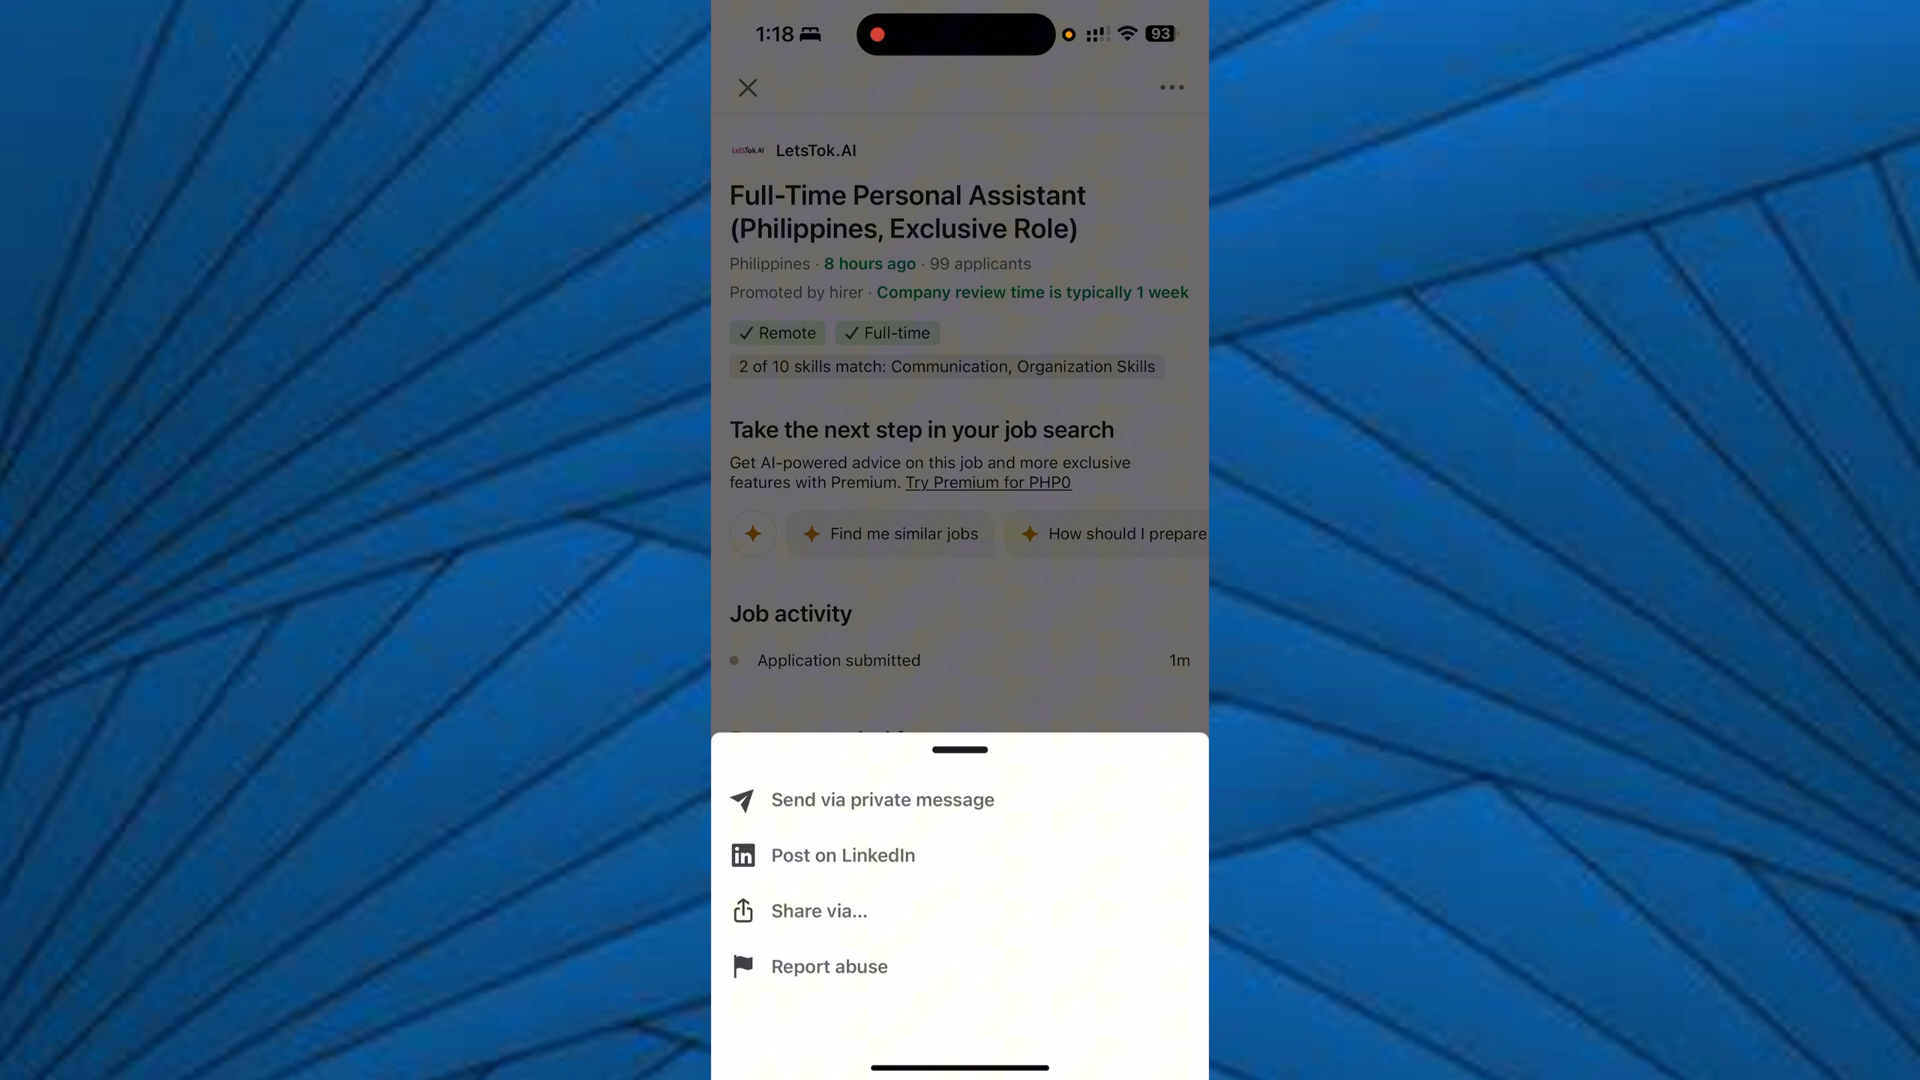 1:18
93
LetsTok.AI LetsTok.AI
Full-Time Personal Assistant
(Philippines, Exclusive Role)
Philippines · 8 hours ago · 99 applicants
Promoted by hirer · Company review time is typically 1 week
Remote
Full-time
2 of 10 skills match: Communication, Organization Skills
Take the next step in your job search
Get AI-powered advice on this job and more exclusive
features with Premium. Try Premium for PHP0
Find me similar jobs
How should I prepare
Job activity
Application submitted
1m
Send via private message
in Post on LinkedIn
Share via...
Report abuse